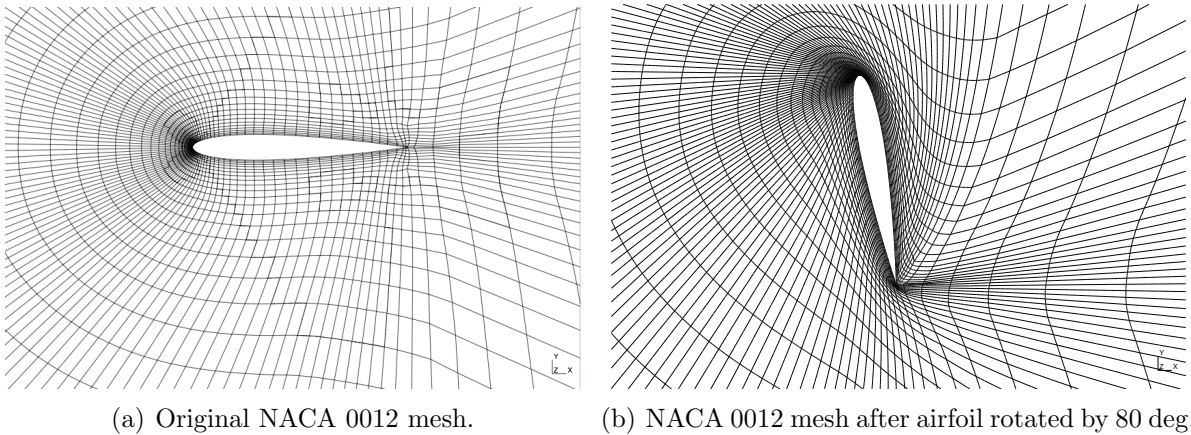 Y
Z X
Y
Z X
(a) Original NACA 0012 mesh.
(b) NACA 0012 mesh after airfoil rotated by 80 deg.